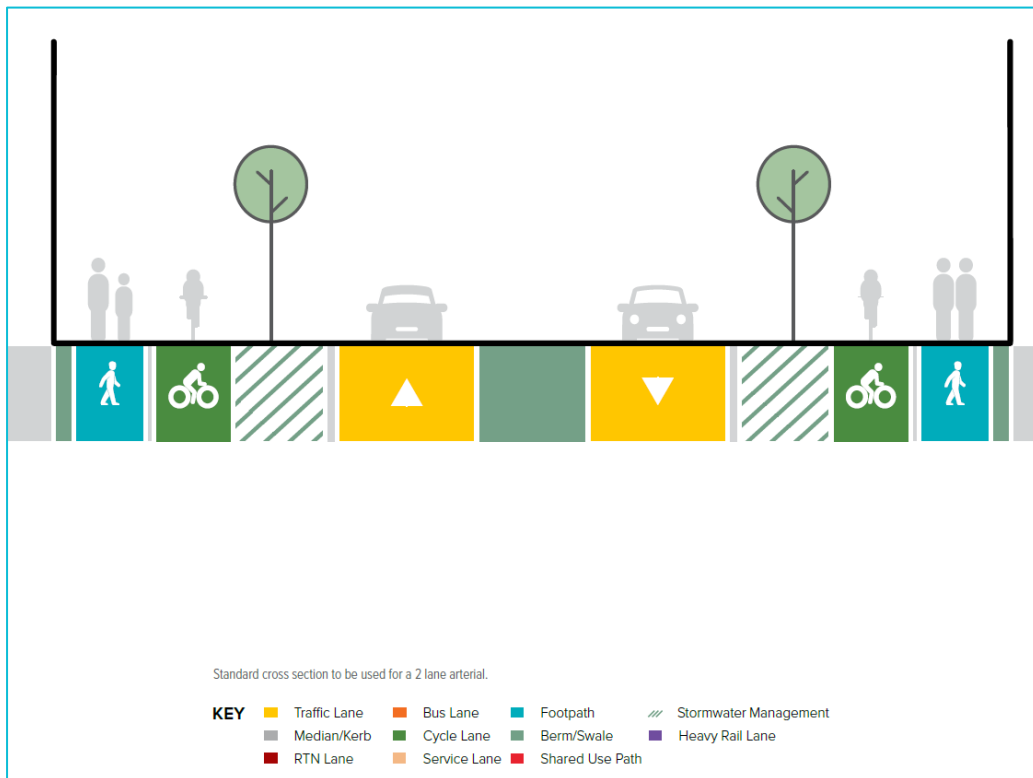 Standard cross section to be used for a 2 lane arterial.
KEY Traffic Lane Bus Lane Footpath Stormwater Management
Median/Kerb Cycle Lane Berm/Swale Heavy Rail Lane
RTN Lane Service Lane Shared Use Path